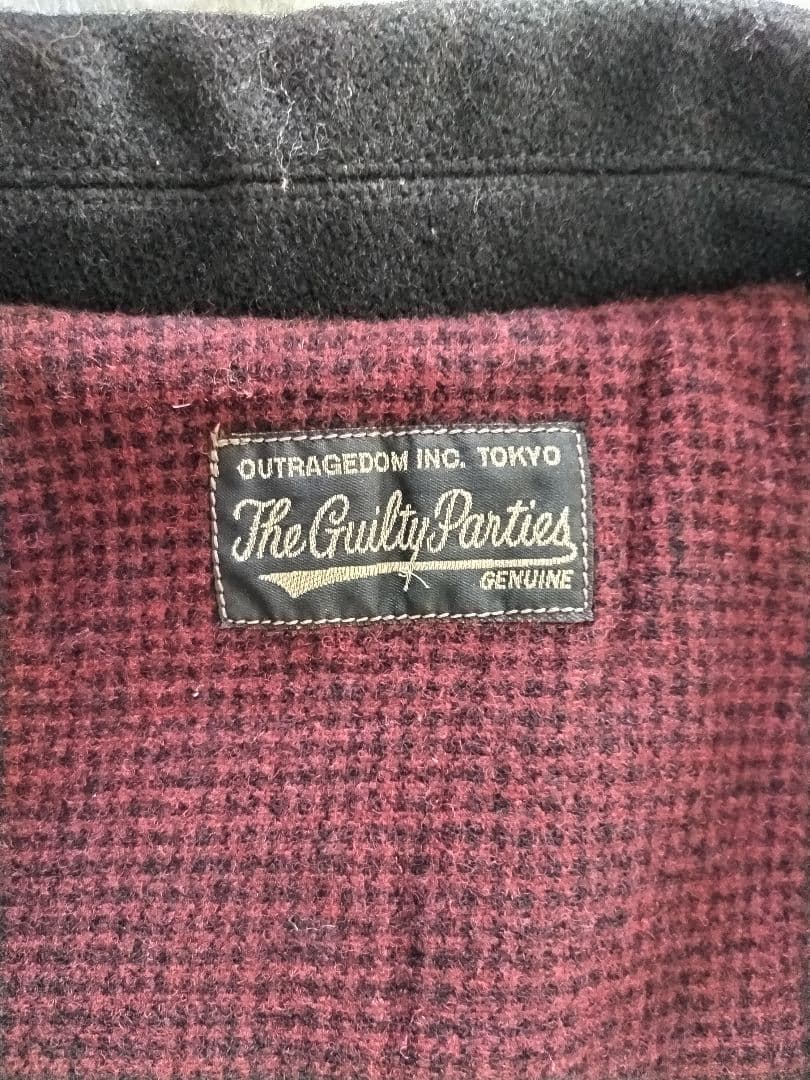 OUTRAGEDOM INC. TOKYO
The Guilty Parties
GENUINE